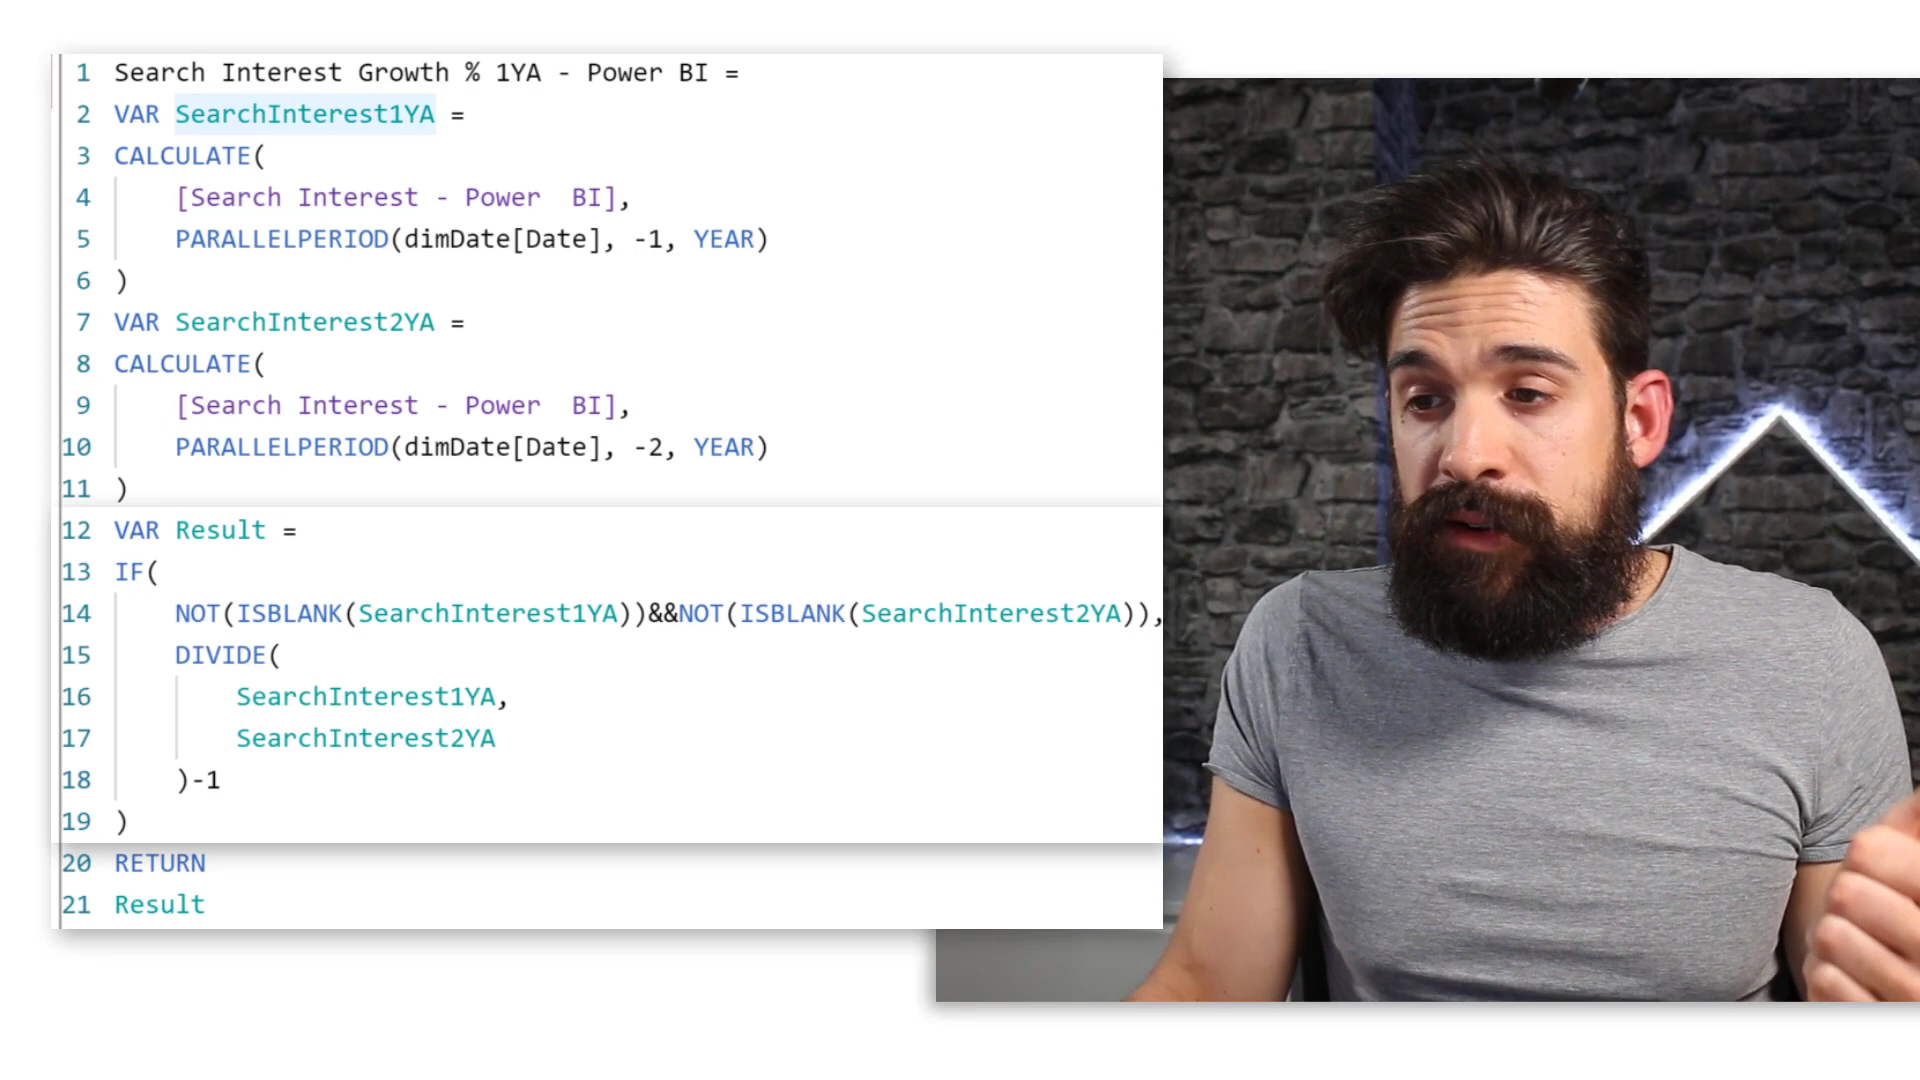 1 Search Interest Growth % 1YA - Power BI =
2 VAR SearchInterest1YA =
3 CALCULATE(
4     [Search Interest - Power  BI],
5     PARALLELPERIOD(dimDate[Date], -1, YEAR)
6 )
7 VAR SearchInterest2YA =
8 CALCULATE(
9     [Search Interest - Power  BI],
10     PARALLELPERIOD(dimDate[Date], -2, YEAR)
11 )
12 VAR Result =
13 IF(
14     NOT(ISBLANK(SearchInterest1YA))&&NOT(ISBLANK(SearchInterest2YA)),
15     DIVIDE(
16         SearchInterest1YA,
17         SearchInterest2YA
18     )-1
19 )
20 RETURN
21 Result